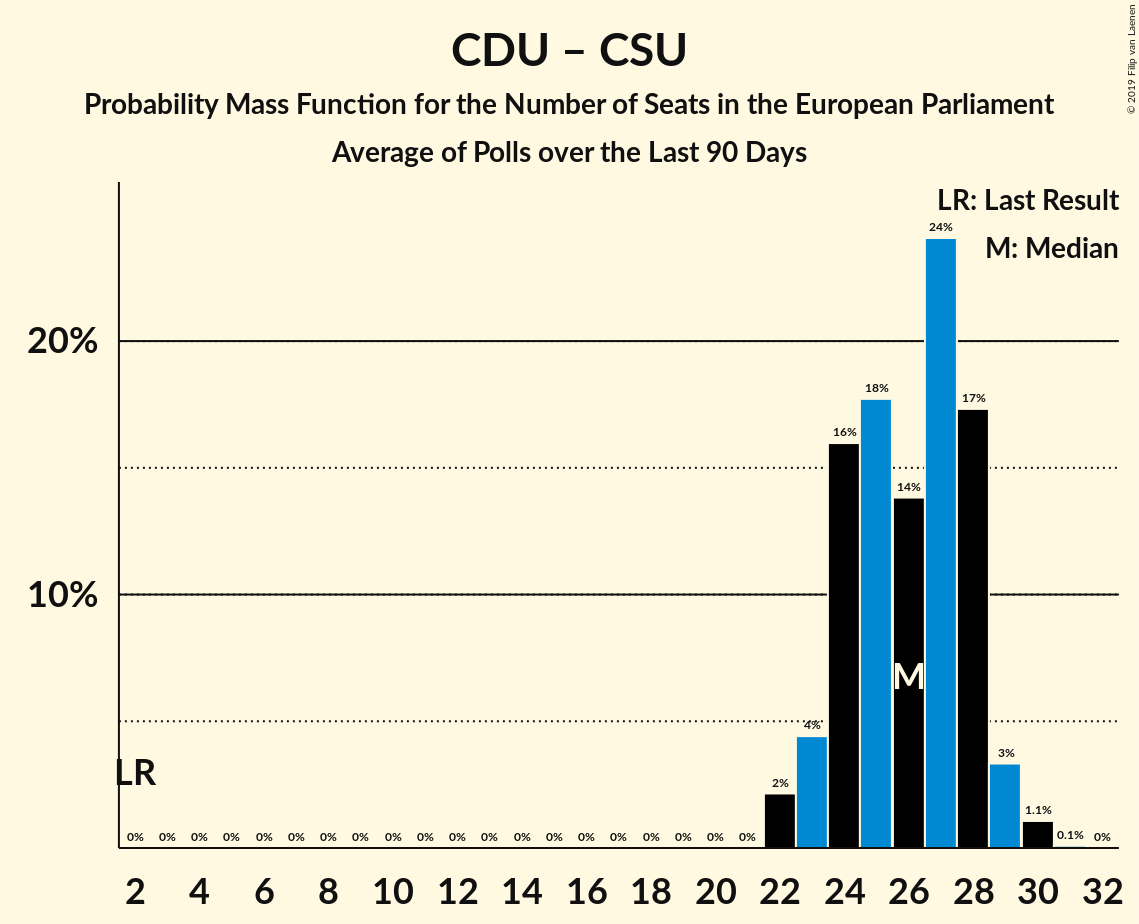 CDU – CSU
Probability Mass Function for the Number of Seats in the European Parliament
Average of Polls over the Last 90 Days
© 2019 Filip van Laenen
LR: Last Result
M: Median
20%
10%
LR
M
0% 0% 0% 0% 0% 0% 0% 0% 0% 0% 0% 0% 0% 0% 0% 0% 0% 0% 0% 0% 2% 4% 16% 18% 14% 24% 17% 3% 1.1% 0.1% 0%
2 4 6 8 10 12 14 16 18 20 22 24 26 28 30 32